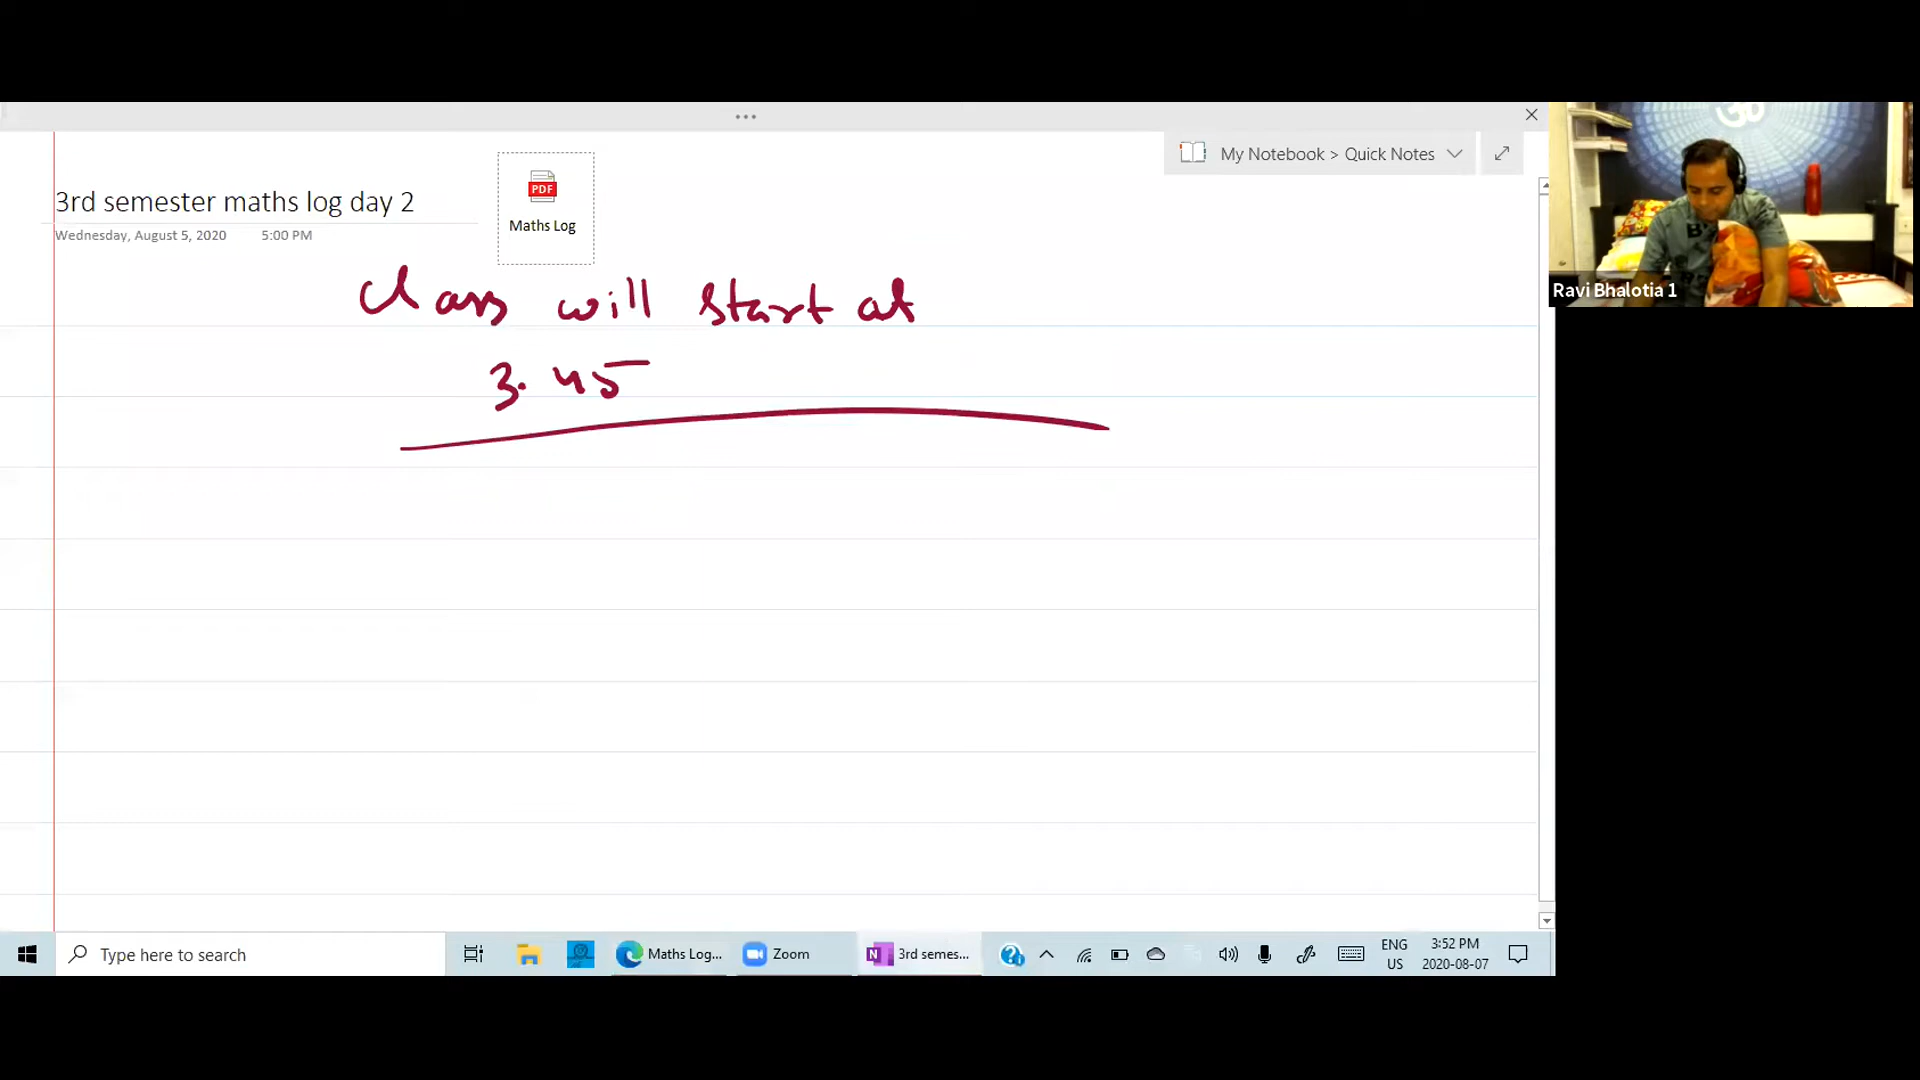 My Notebook > Quick Notes
3rd semester maths log day 2
PDF
Maths Log
Wednesday, August 5, 2020 5:00 PM
Class will start at
3.45
Ravi Bhalotia 1
Type here to search
Maths Log...
Zoom
N
3rd semes...
ENG
US
3:52 PM
2020-08-07